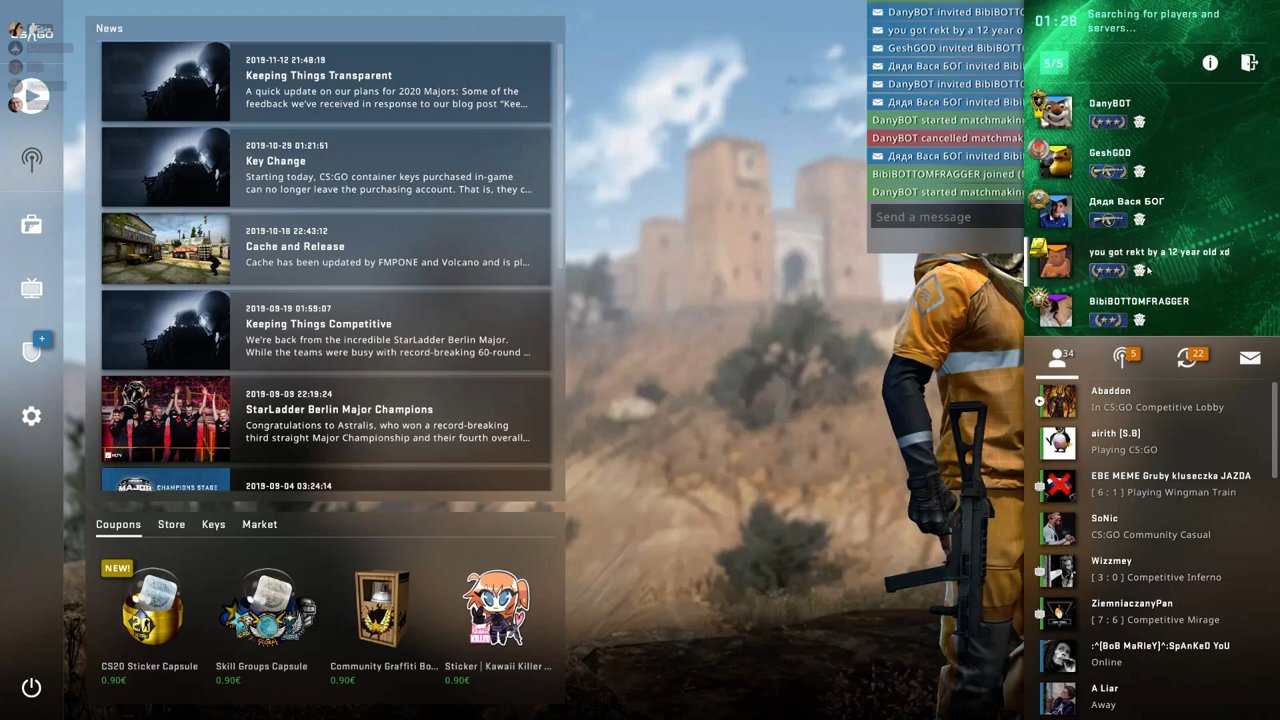 CS:GO
News
2019-11-12 21:48:19
Keeping Things Transparent
A quick update on our plans for 2020 Majors: Some of the
feedback we've received in response to our blog post “Kee...
2019-10-29 01:21:51
Key Change
Starting today, CS:GO container keys purchased in-game
can no longer leave the purchasing account. That is, they c...
2019-10-18 22:43:12
Cache and Release
Cache has been updated by FMPONE and Volcano and is pl...
2019-09-19 01:59:07
Keeping Things Competitive
We're back from the incredible StarLadder Berlin Major.
While the teams were busy with record-breaking 60-round ...
2019-09-09 22:19:24
StarLadder Berlin Major Champions
Congratulations to Astralis, who won a record-breaking
third straight Major Championship and their fourth overall...
HLTV
MAJOR CHAMPIONS STAGE
2019-09-04 03:24:14
Coupons Store Keys Market
NEW!
CS20 Sticker Capsule
0.90€
Skill Groups Capsule
0.90€
Community Graffiti Bo...
0.90€
Sticker | Kawaii Killer ...
0.90€
DanyBOT invited BibiBOTTO
you got rekt by a 12 year o
GeshGOD invited BibiBOTT
Дядя Вася БОГ invited Bibi
DanyBOT invited BibiBOTT
Дядя Вася БОГ invited Bibi
DanyBOT started matchmakin
DanyBOT cancelled matchmak
Дядя Вася БОГ invited Bibi
BibiBOTTOMFRAGGER joined (
DanyBOT started matchmakin
Send a message
01:28
Searching for players and
servers...
5/5
DanyBOT
GeshGOD
Дядя Вася БОГ
you got rekt by a 12 year old xd
BibiBOTTOMFRAGGER
34
5
22
Abaddon
In CS:GO Competitive Lobby
airith [S.B]
Playing CS:GO
EBE MEME Gruby kluseczka JAZDA
[ 6 : 1 ] Playing Wingman Train
SoNic
CS:GO Community Casual
Wizzmey
[ 3 : 0 ] Competitive Inferno
ZiemniaczanyPan
[ 7 : 6 ] Competitive Mirage
:·^[BoB MaRleY]^:SpAnKeD YoU
Online
A Liar
Away